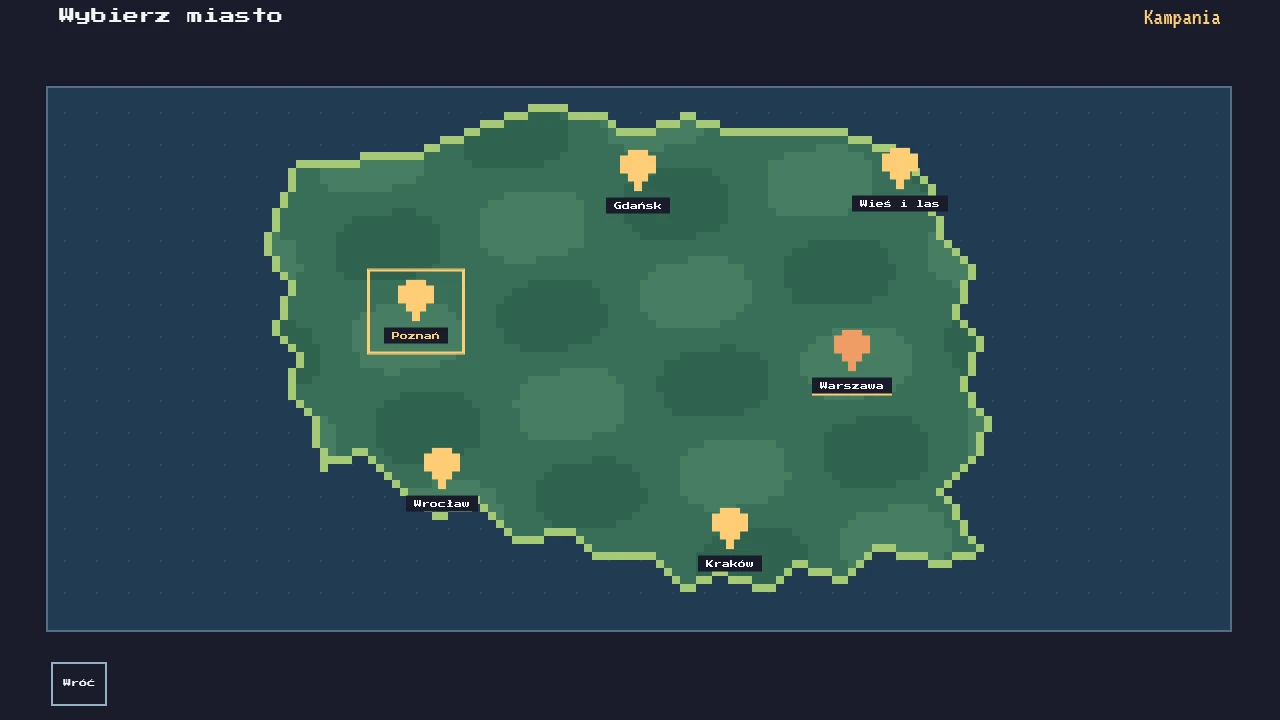 Wybierz miasto
Kampania
Gdańsk
Wieś i las
Poznań
Warszawa
Wrocław
Kraków
Wróć